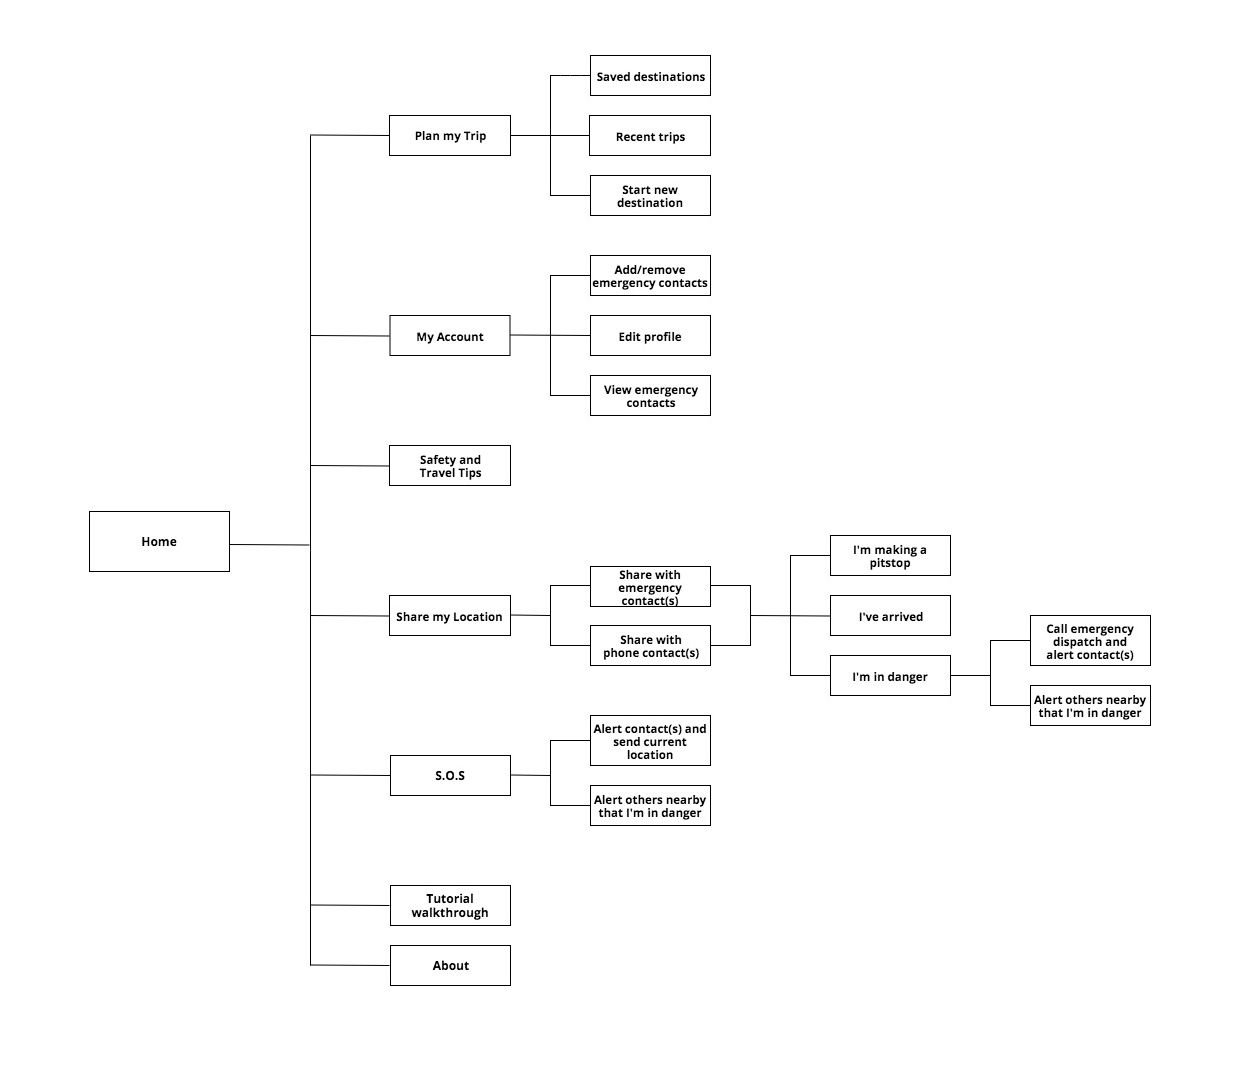 Saved destinations
Plan my Trip
Recent trips
Start new
destination
Add/remove
emergency contacts
My Account
Edit profile
View emergency
contacts
Safety and
Travel Tips
Home
Share my Location
Share with
emergency
contact(s)
Share with
phone contact(s)
I'm making a
pitstop
I've arrived
I'm in danger
Call emergency
dispatch and
alert contact(s)
Alert others nearby
that I'm in danger
S.O.S
Alert contact(s) and
send current
location
Alert others nearby
that I'm in danger
Tutorial
walkthrough
About